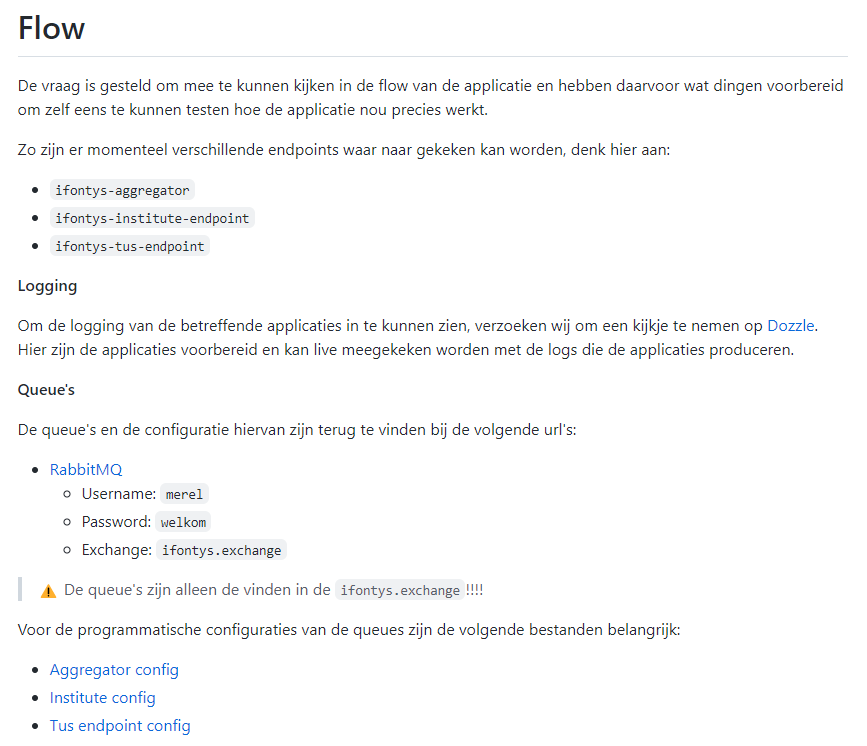 Flow
De vraag is gesteld om mee te kunnen kijken in de flow van de applicatie en hebben daarvoor wat dingen voorbereid
om zelf eens te kunnen testen hoe de applicatie nou precies werkt.
Zo zijn er momenteel verschillende endpoints waar naar gekeken kan worden, denk hier aan:
ifontys-aggregator
ifontys-institute-endpoint
ifontys-tus-endpoint
Logging
Om de logging van de betreffende applicaties in te kunnen zien, verzoeken wij om een kijkje te nemen op Dozzle.
Hier zijn de applicaties voorbereid en kan live meegekeken worden met de logs die de applicaties produceren.
Queue's
De queue's en de configuratie hiervan zijn terug te vinden bij de volgende url's:
RabbitMQ
Username: merel
Password: welkom
Exchange: ifontys.exchange
⚠ De queue's zijn alleen de vinden in de ifontys.exchange!!!!
Voor de programmatische configuraties van de queues zijn de volgende bestanden belangrijk:
Aggregator config
Institute config
Tus endpoint config